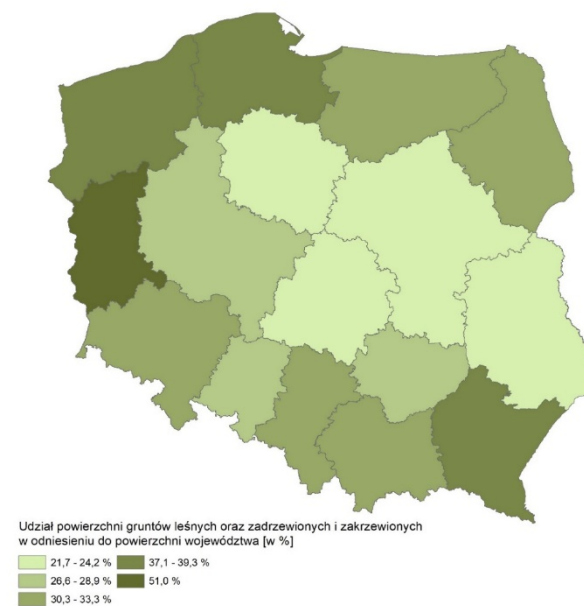 Udział powierzchni gruntów leśnych oraz zadrzewionych i zakrzewionych
w odniesieniu do powierzchni województwa [w %]
21,7 - 24,2 %
37,1 - 39,3 %
26,6 - 28,9 %
51,0 %
30,3 - 33,3 %